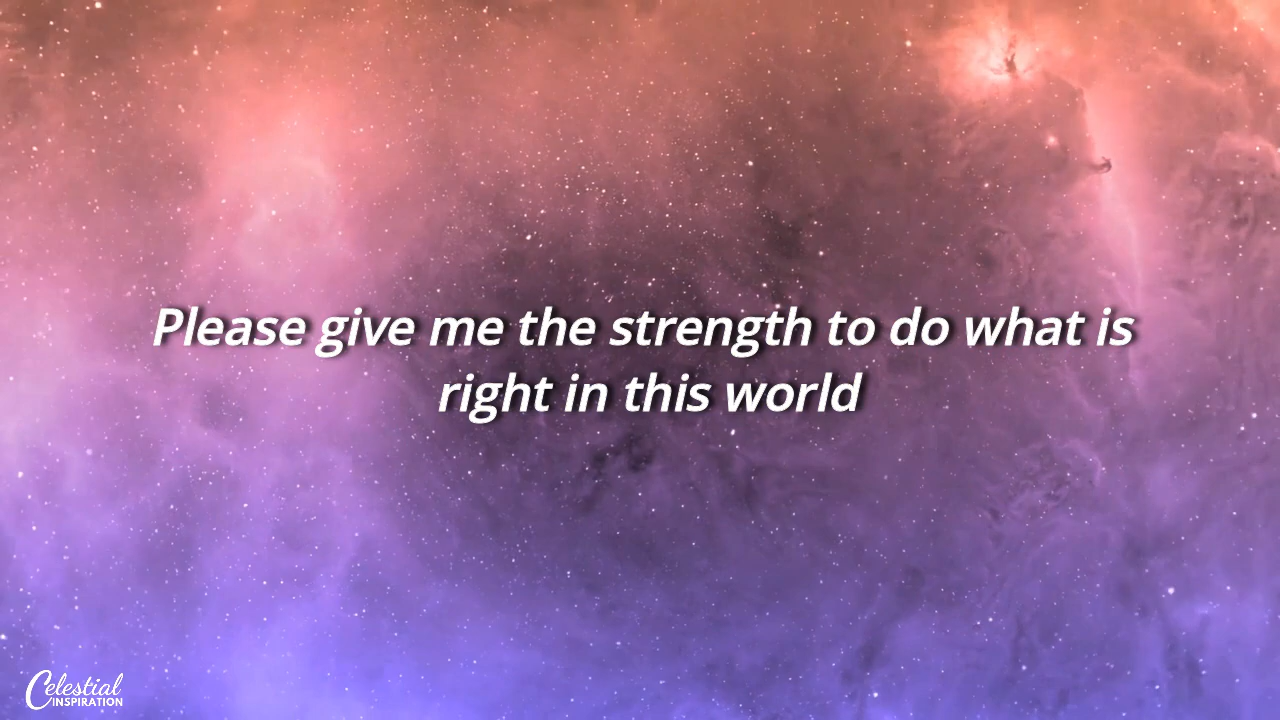 Please give me the strength to do what is
right in this world
Celestial
INSPIRATION